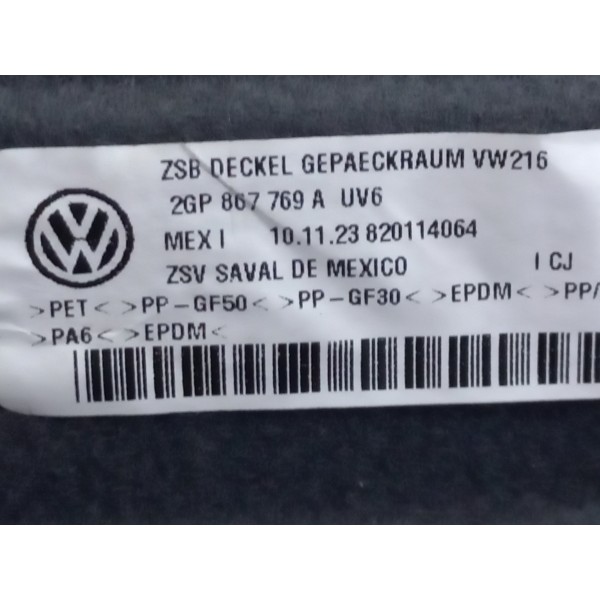 ZSB DECKEL GEPAECKRAUM VW216
2GP 867 769 A UV6
MEX I 10.11.23 820114064
ZSV SAVAL DE MEXICO I CJ
>PET< >PP-GF50< >PP-GF30< >EPDM< >PP/
>PA6< >EPDM<